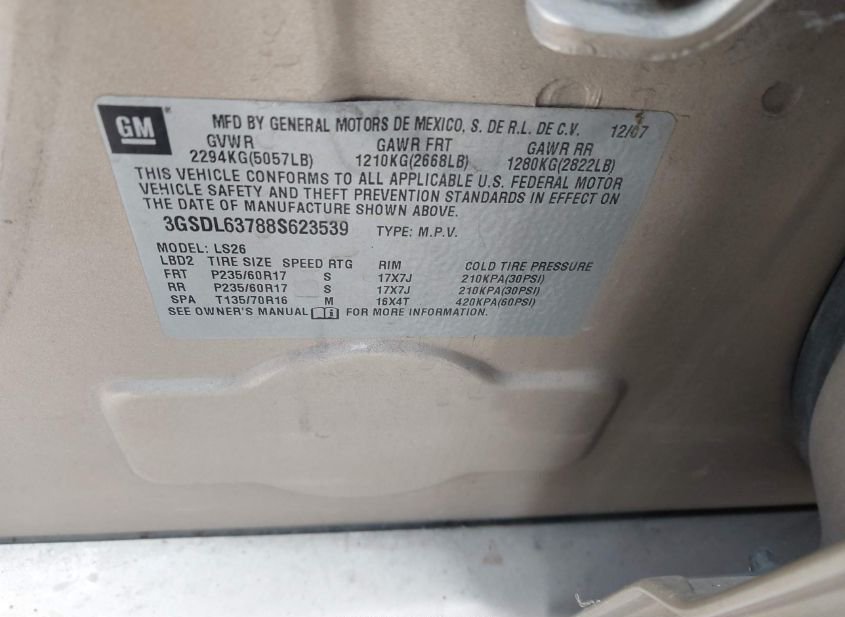 GM
MFD BY GENERAL MOTORS DE MEXICO, S. DE R.L. DE C.V. 12/07
GVWR GAWR FRT GAWR RR
2294KG(5057LB) 1210KG(2668LB) 1280KG(2822LB)
THIS VEHICLE CONFORMS TO ALL APPLICABLE U.S. FEDERAL MOTOR
VEHICLE SAFETY AND THEFT PREVENTION STANDARDS IN EFFECT ON
THE DATE OF MANUFACTURE SHOWN ABOVE.
3GSDL63788S623539 TYPE: M.P.V.
MODEL: LS26
LBD2 TIRE SIZE SPEED RTG RIM COLD TIRE PRESSURE
FRT P235/60R17 S 17X7J 210KPA(30PSI)
RR P235/60R17 S 17X7J 210KPA(30PSI)
SPA T135/70R16 M 16X4T 420KPA(60PSI)
SEE OWNER'S MANUAL FOR MORE INFORMATION.